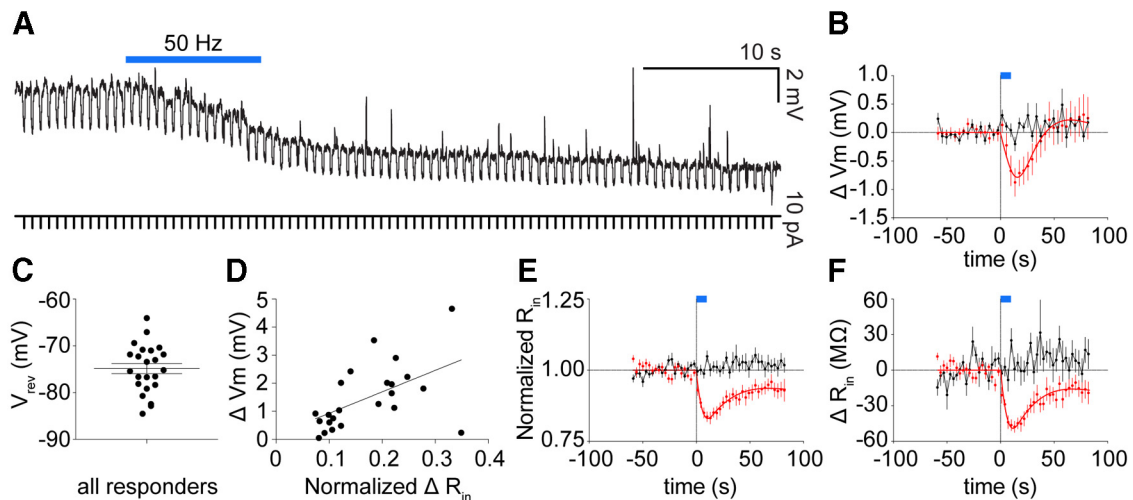 A
50 Hz
10 s
2 mV
10 pA
B
Δ Vm (mV)
1.0
0.5
0.0
-0.5
-1.0
-1.5
-100 -50 0 50 100
time (s)
C
V_rev (mV)
-60
-70
-80
-90
all responders
D
Δ Vm (mV)
5
4
3
2
1
0
0 0.1 0.2 0.3 0.4
Normalized Δ R_in
E
Normalized R_in
1.25
1.00
0.75
-100 -50 0 50 100
time (s)
F
Δ R_in (MΩ)
60
30
0
-30
-60
-100 -50 0 50 100
time (s)